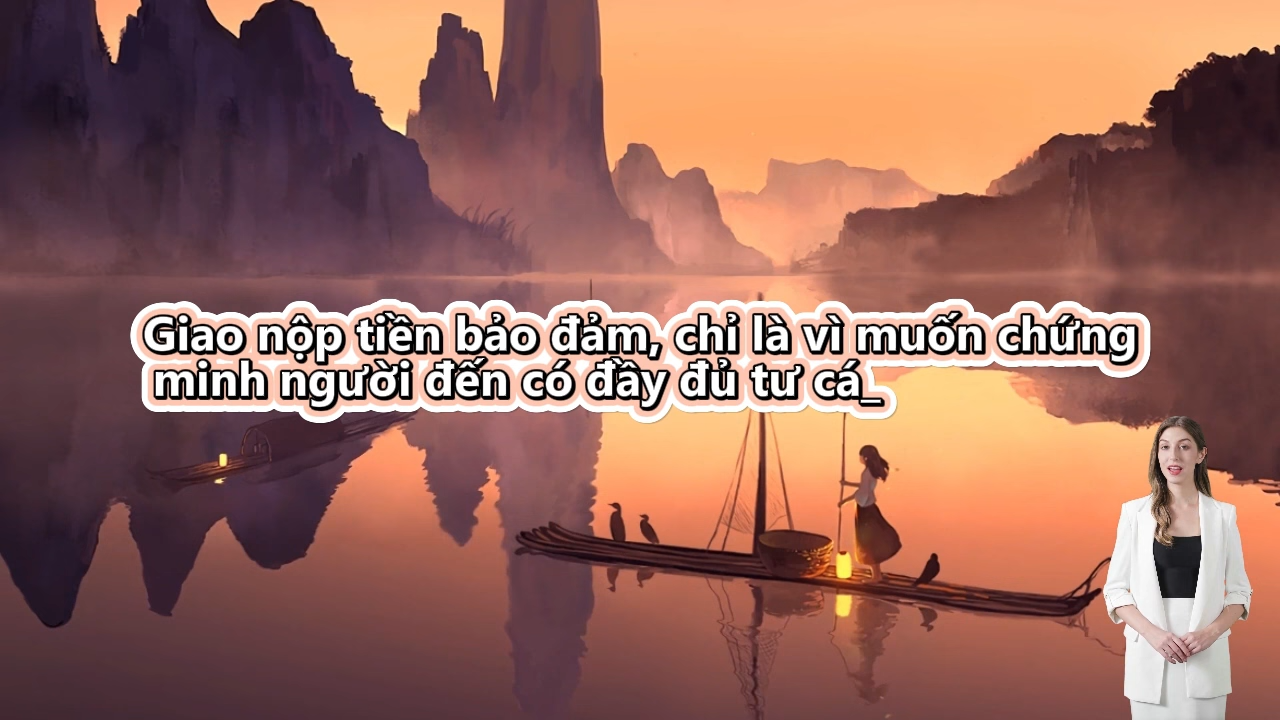 Giao nộp tiền bảo đảm, chỉ là vì muốn chứng
minh người đến có đầy đủ tư cá_